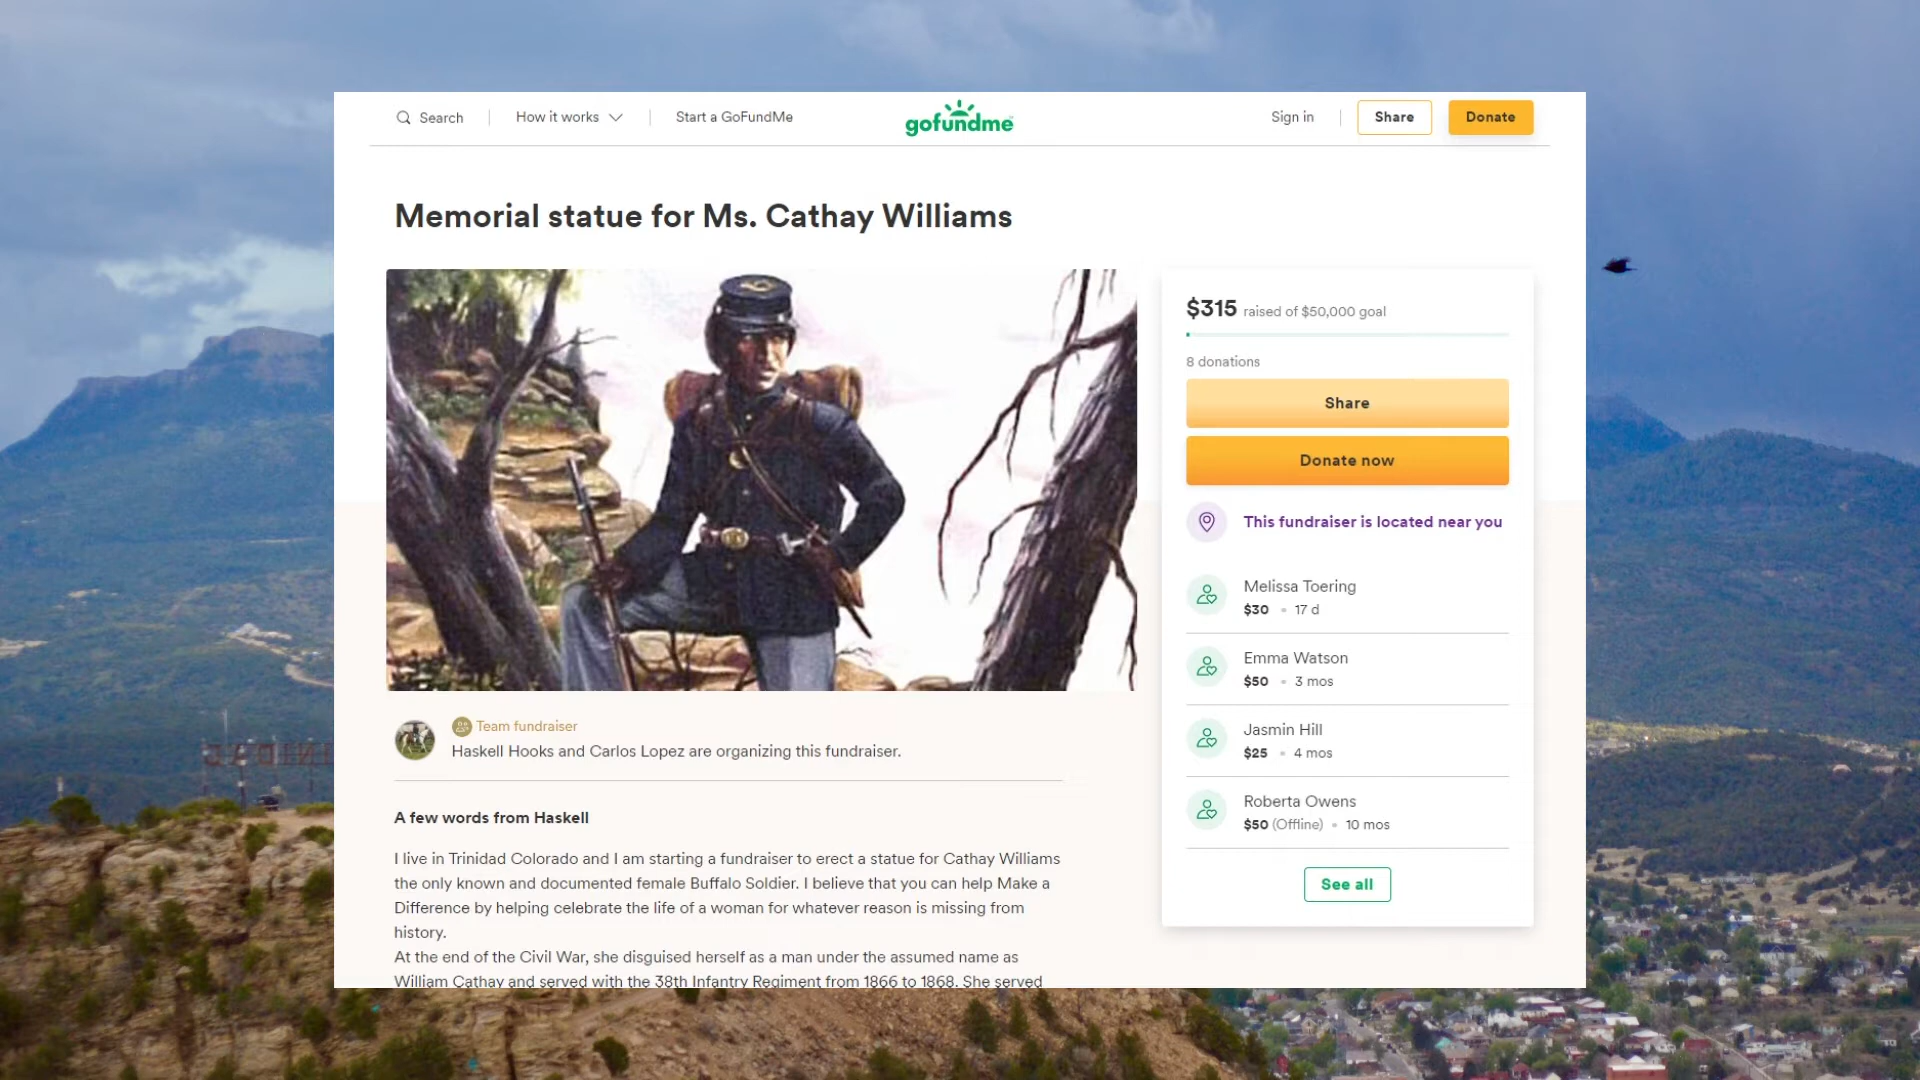 Search
How it works
Start a GoFundMe
gofundme
Sign in
Share
Donate
Memorial statue for Ms. Cathay Williams
$315 raised of $50,000 goal
8 donations
Share
Donate now
This fundraiser is located near you
Melissa Toering
$30 • 17 d
Emma Watson
$50 • 3 mos
Jasmin Hill
$25 • 4 mos
Roberta Owens
$50 (Offline) • 10 mos
See all
Team fundraiser
Haskell Hooks and Carlos Lopez are organizing this fundraiser.
A few words from Haskell
I live in Trinidad Colorado and I am starting a fundraiser to erect a statue for Cathay Williams
the only known and documented female Buffalo Soldier. I believe that you can help Make a
Difference by helping celebrate the life of a woman for whatever reason is missing from
history.
At the end of the Civil War, she disguised herself as a man under the assumed name as
William Cathay and served with the 38th Infantry Regiment from 1866 to 1868. She served